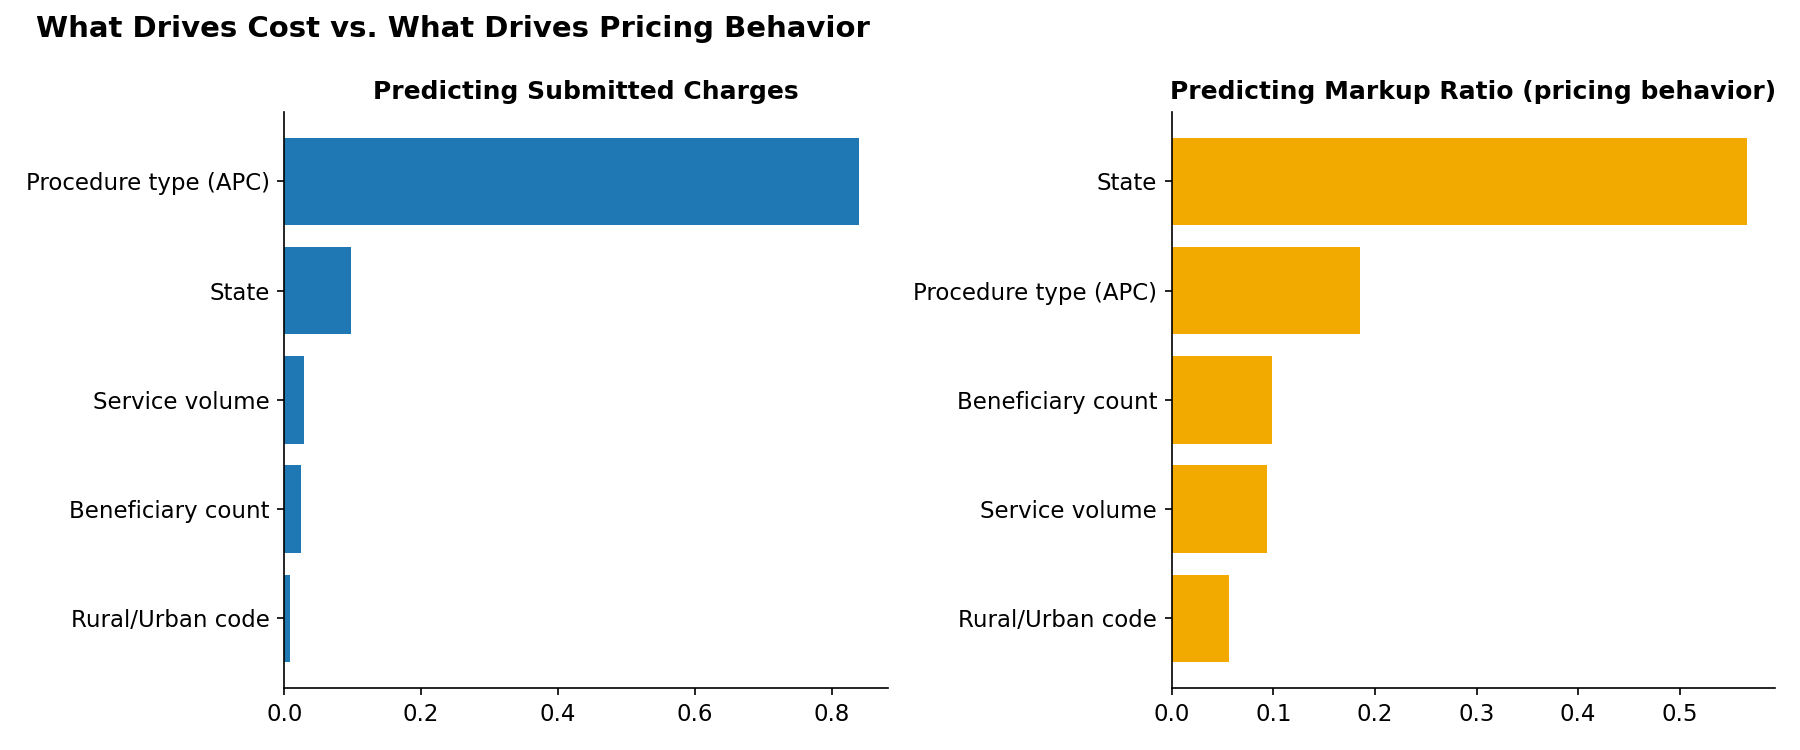 What Drives Cost vs. What Drives Pricing Behavior
Predicting Submitted Charges
Procedure type (APC)
State
Service volume
Beneficiary count
Rural/Urban code
0.0 0.2 0.4 0.6 0.8
Predicting Markup Ratio (pricing behavior)
State
Procedure type (APC)
Beneficiary count
Service volume
Rural/Urban code
0.0 0.1 0.2 0.3 0.4 0.5